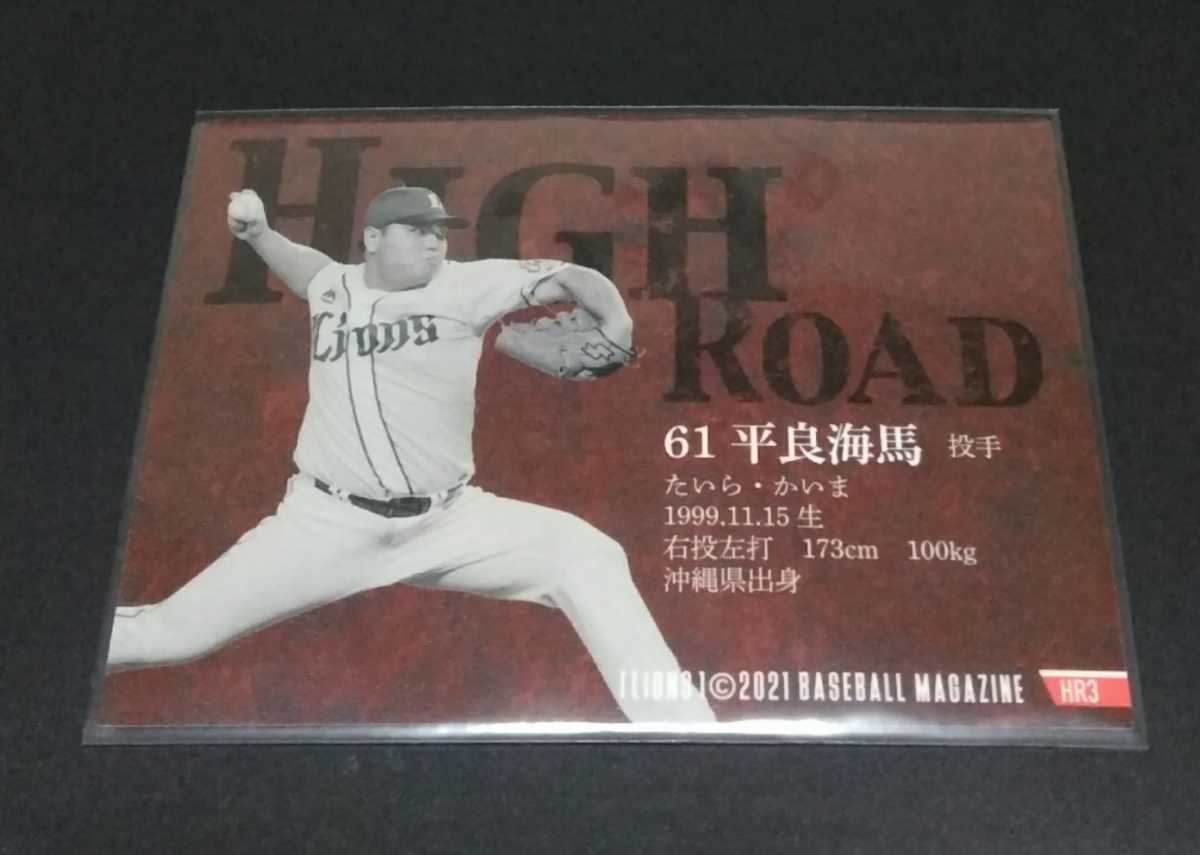 HIGH
ROAD
Lions
61 平良海馬 投手
たいら・かいま
1999.11.15 生
右投左打 173cm 100kg
沖縄県出身
[LIONS]©2021 BASEBALL MAGAZINE
HR3